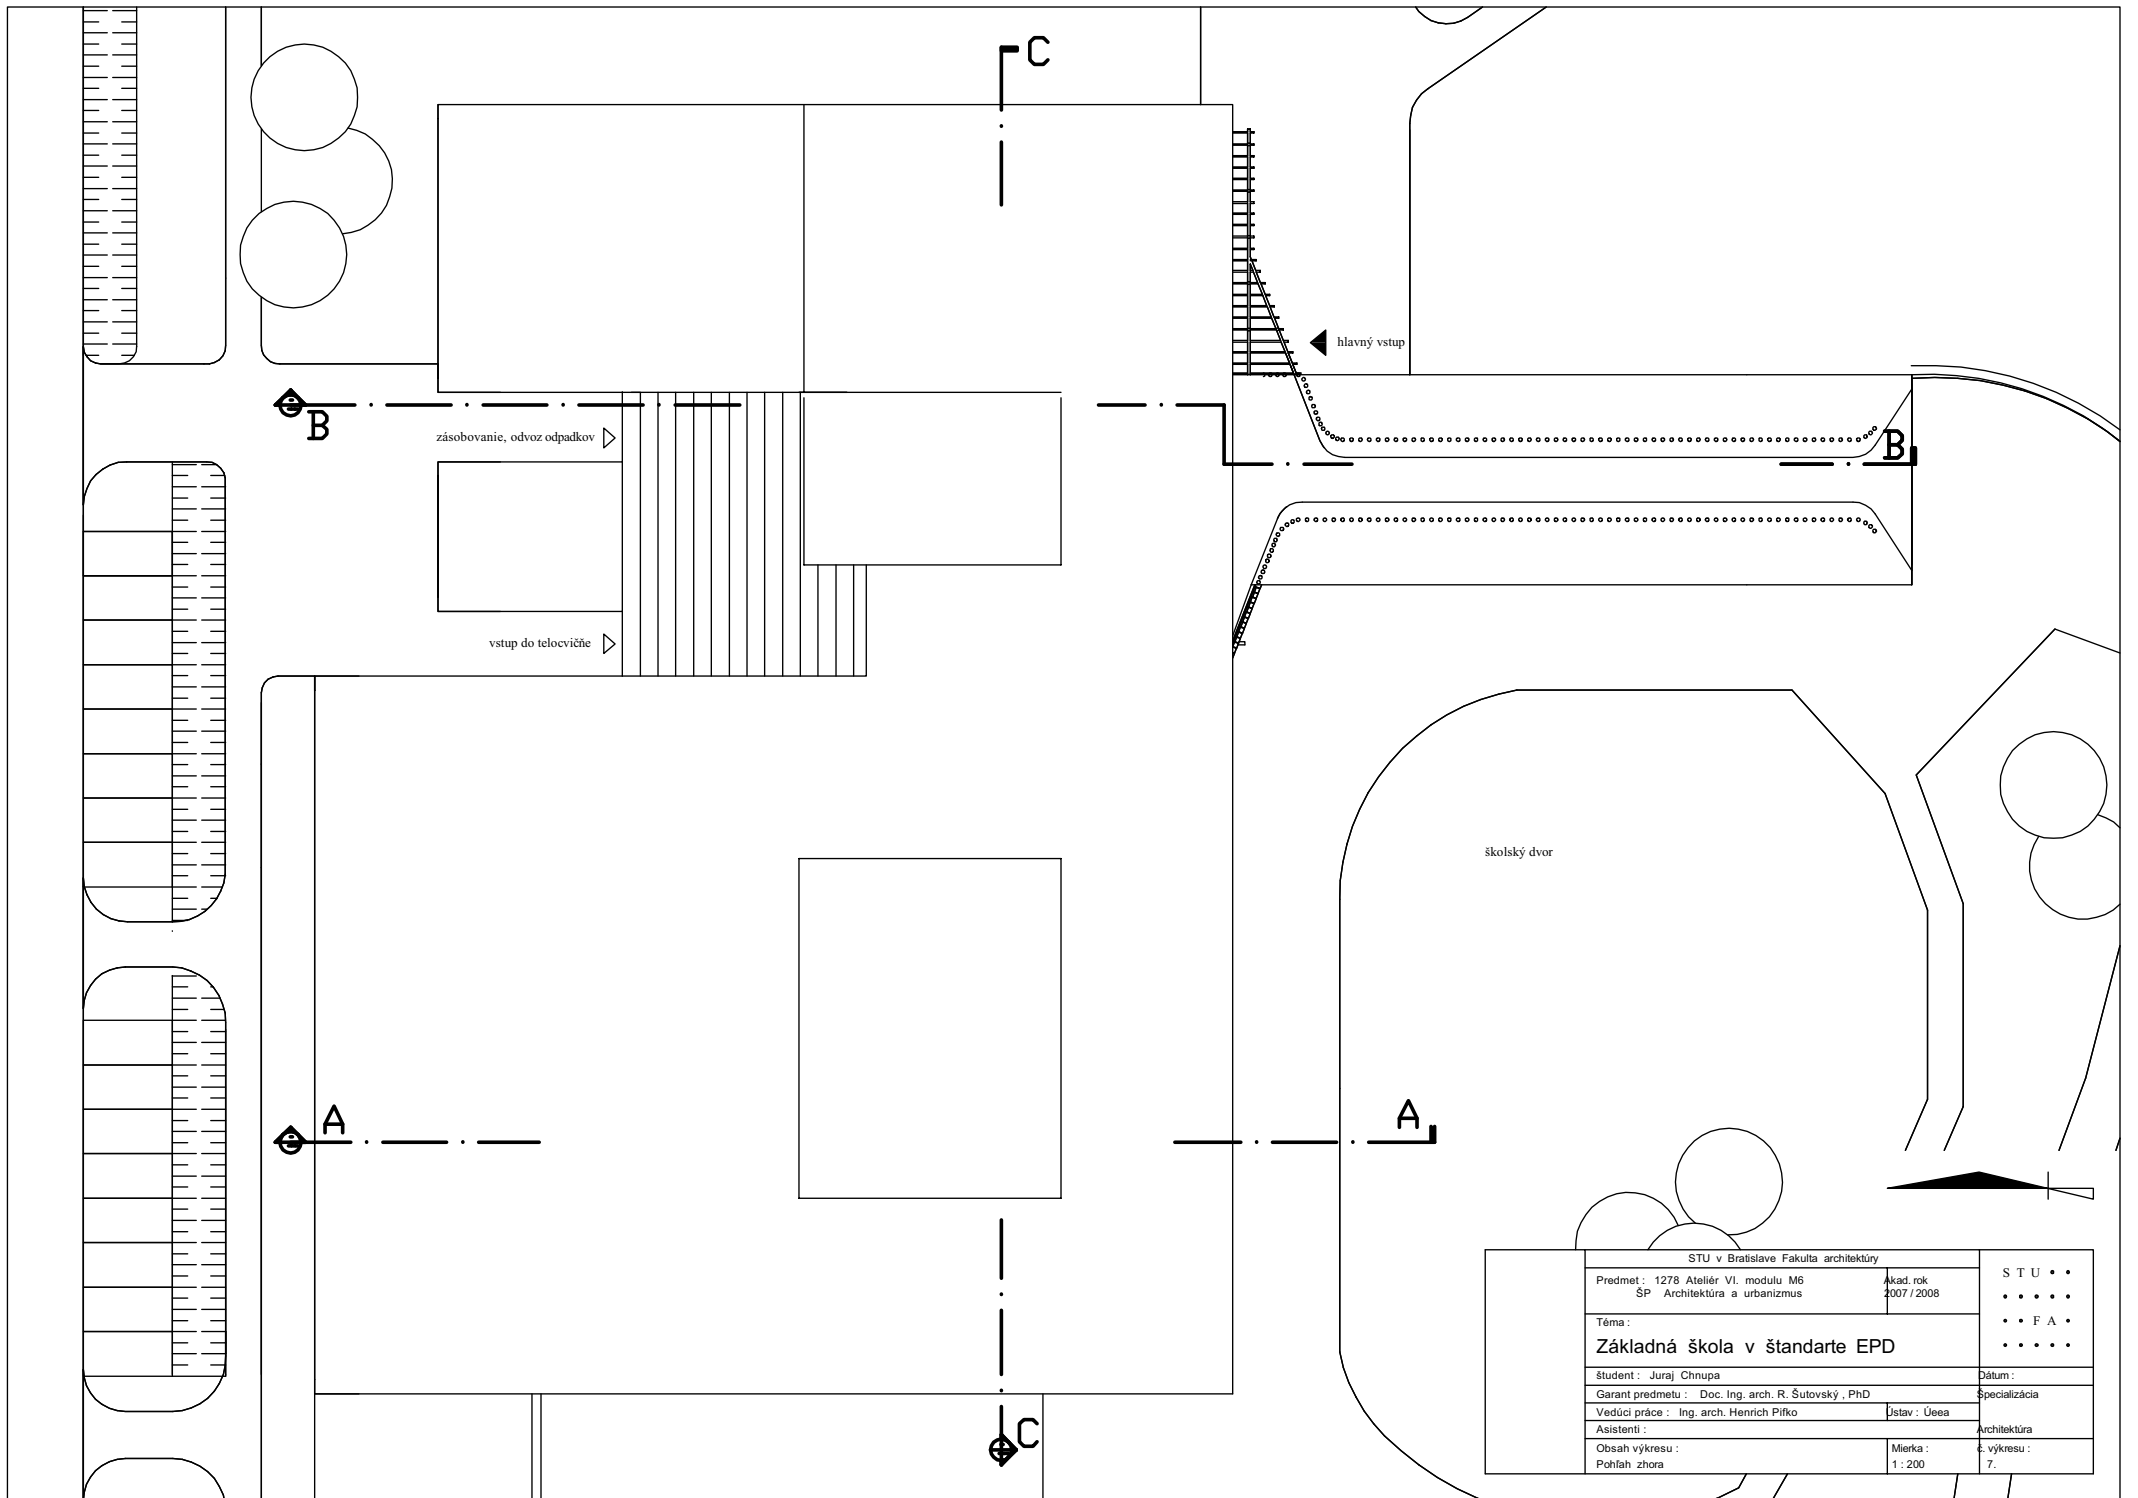 C
hlavný vstup
B
zásobovanie, odvoz odpadkov
B
vstup do telocvičňe
školský dvor
A
A
C
STU v Bratislave Fakulta architektúry
Predmet : 1278 Ateliér VI. modulu M6
ŠP Architektúra a urbanizmus
Akad. rok
2007 / 2008
S T U
F A
Téma :
Základná škola v štandarte EPD
študent : Juraj Chnupa
Dátum :
Garant predmetu : Doc. Ing. arch. R. Šutovský , PhD
Špecializácia
Vedúci práce : Ing. arch. Henrich Pifko
Ústav : Úeea
Asistenti :
Architektúra
Obsah výkresu :
Mierka :
č. výkresu :
Pohľah zhora
1 : 200
7.